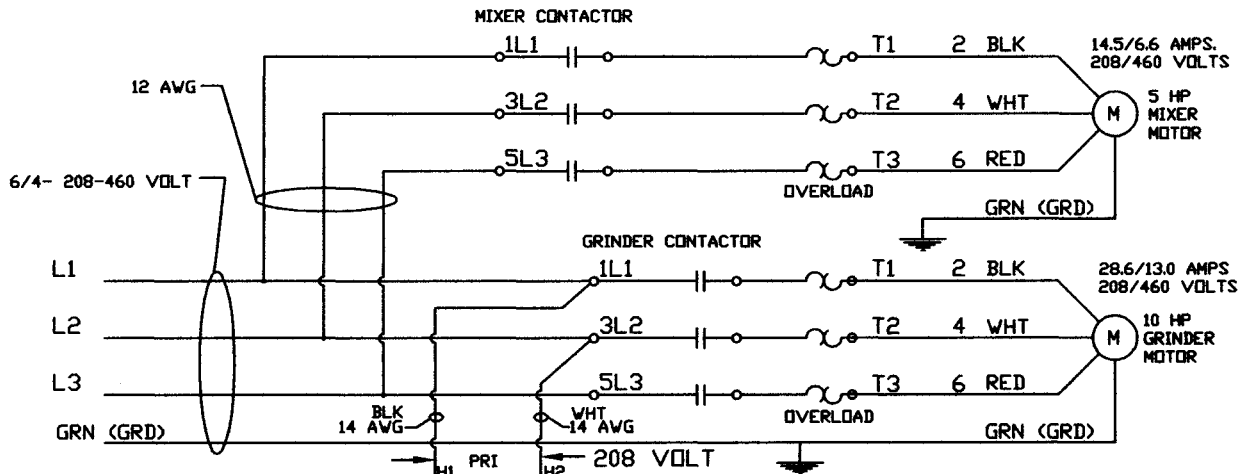 MIXER CONTACTOR
1L1 T1 2 BLK
14.5/6.6 AMPS.
208/460 VOLTS
12 AWG
3L2 T2 4 WHT
M
5 HP
MIXER
MOTOR
5L3 T3 6 RED
6/4- 208-460 VOLT
OVERLOAD
GRN (GRD)
GRINDER CONTACTOR
L1 1L1 T1 2 BLK
28.6/13.0 AMPS
208/460 VOLTS
L2 3L2 T2 4 WHT
M
10 HP
GRINDER
MOTOR
L3 5L3 T3 6 RED
BLK
14 AWG
WHT
14 AWG
OVERLOAD
GRN (GRD)
GRN (GRD)
H1 PRI H2 208 VOLT